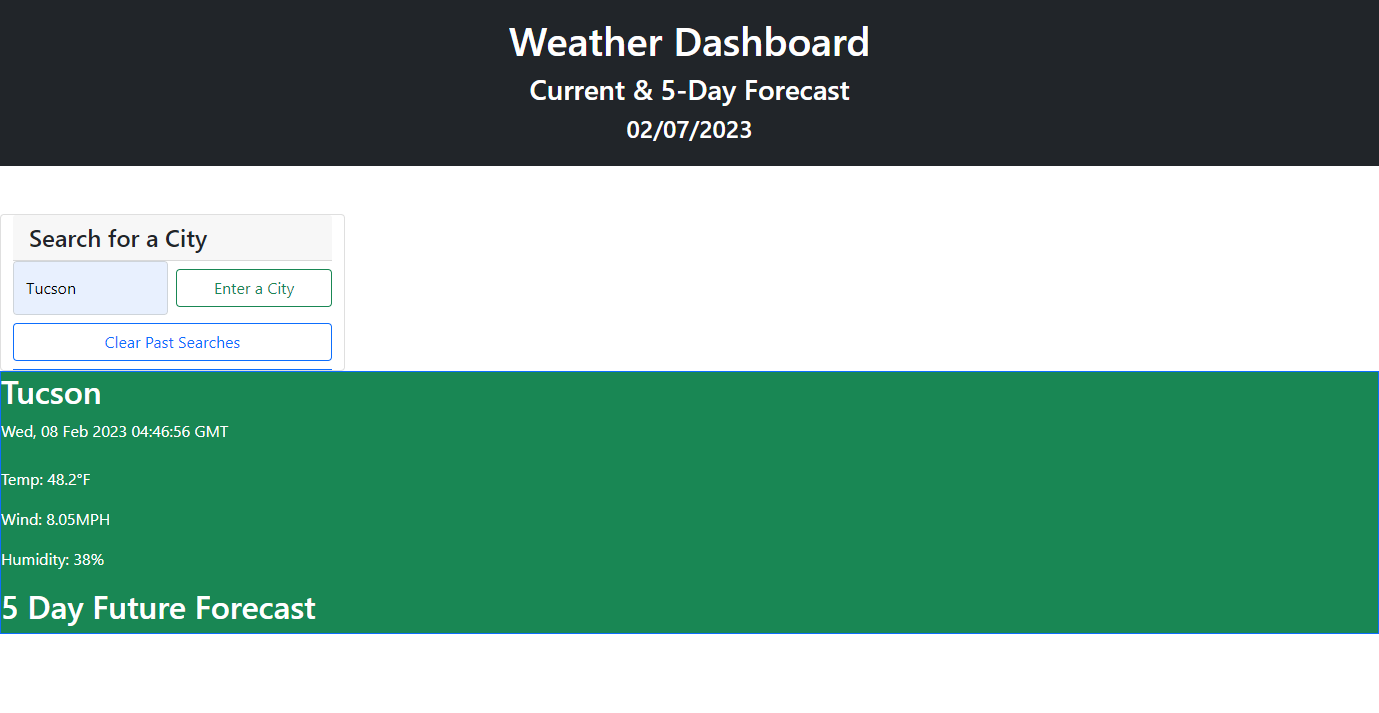 Weather Dashboard
Current & 5-Day Forecast
02/07/2023
Search for a City
Tucson
Enter a City
Clear Past Searches
Tucson
Wed, 08 Feb 2023 04:46:56 GMT
Temp: 48.2°F
Wind: 8.05MPH
Humidity: 38%
5 Day Future Forecast